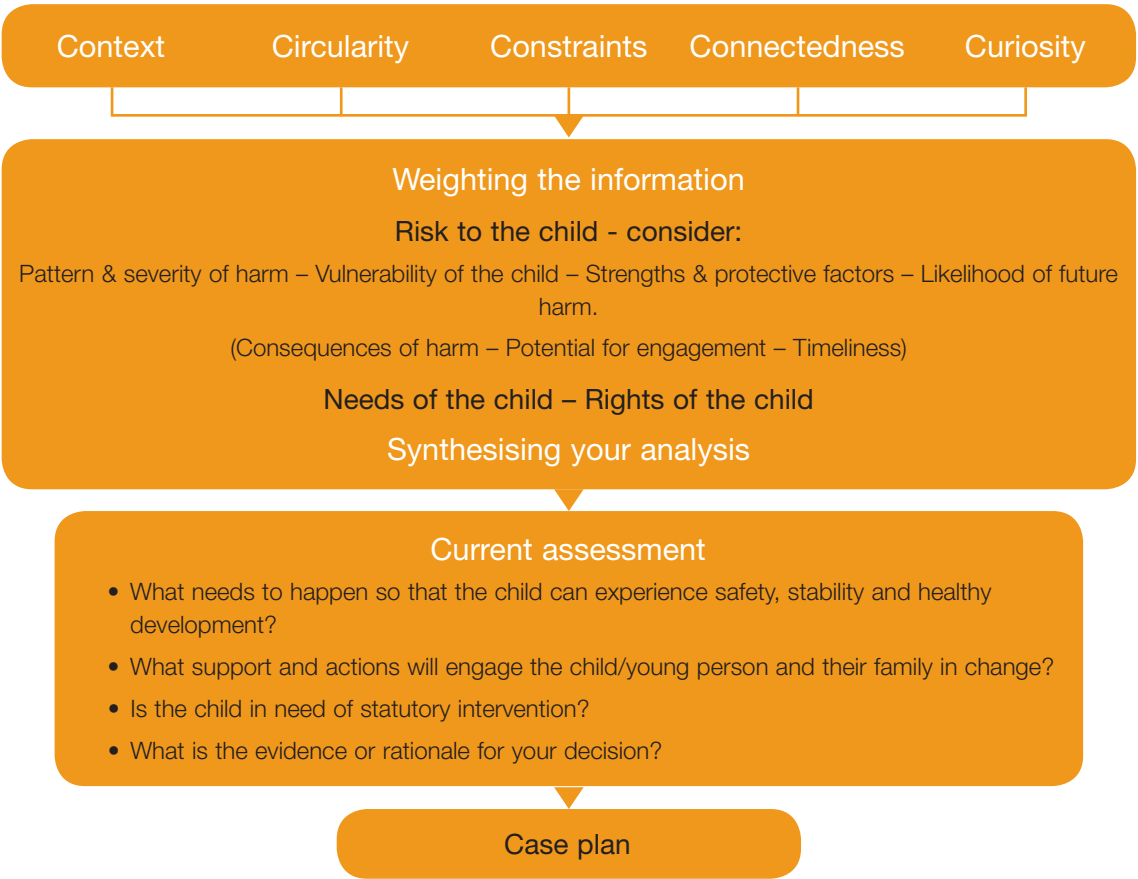 Context Circularity Constraints Connectedness Curiosity
Weighting the information
Risk to the child - consider:
Pattern & severity of harm – Vulnerability of the child – Strengths & protective factors – Likelihood of future
harm.
(Consequences of harm – Potential for engagement – Timeliness)
Needs of the child – Rights of the child
Synthesising your analysis
Current assessment
• What needs to happen so that the child can experience safety, stability and healthy
development?
• What support and actions will engage the child/young person and their family in change?
• Is the child in need of statutory intervention?
• What is the evidence or rationale for your decision?
Case plan